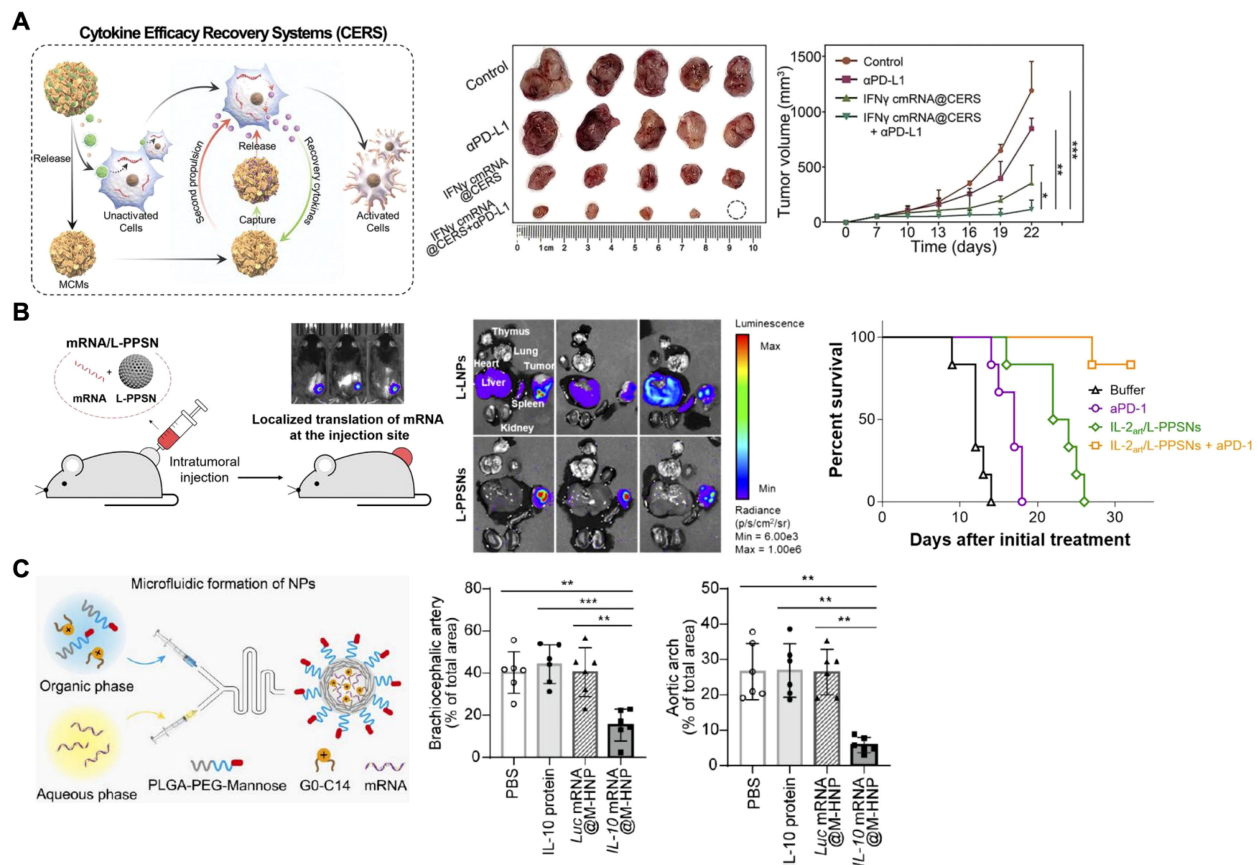 A
Cytokine Efficacy Recovery Systems (CERS)
Release
Unactivated
Cells
MCMs
Second propulsion
Release
Capture
Recovery cytokines
Activated
Cells
Control
αPD-L1
IFNγ cmRNA
@CERS
IFNγ cmRNA
@CERS+αPD-L1
0 1cm 2 3 4 5 6 7 8 9 10
Tumor volume (mm³)
1500
1000
500
0
Control
αPD-L1
IFNγ cmRNA@CERS
IFNγ cmRNA@CERS
+ αPD-L1
*
**
***
0 7 10 13 16 19 22
Time (days)
B
mRNA/L-PPSN
+
mRNA L-PPSN
Intratumoral
injection
Localized translation of mRNA
at the injection site
L-LNPs
L-PPSNs
Thymus
Lung
Heart
Tumor
Liver
Spleen
Kidney
Luminescence
Max
Min
Radiance
(p/s/cm²/sr)
Min = 6.00e3
Max = 1.00e6
Percent survival
100
50
0
Buffer
aPD-1
IL-2art/L-PPSNs
IL-2art/L-PPSNs + aPD-1
0 10 20 30
Days after initial treatment
C
Microfluidic formation of NPs
Organic phase
Aqueous phase
PLGA-PEG-Mannose G0-C14 mRNA
Brachiocephalic artery
(% of total area)
80
60
40
20
0
**
***
**
PBS
IL-10 protein
Luc mRNA
@M-HNP
IL-10 mRNA
@M-HNP
Aortic arch
(% of total area)
50
40
30
20
10
0
**
**
**
PBS
L-10 protein
Luc mRNA
@M-HNP
IL-10 mRNA
@M-HNP